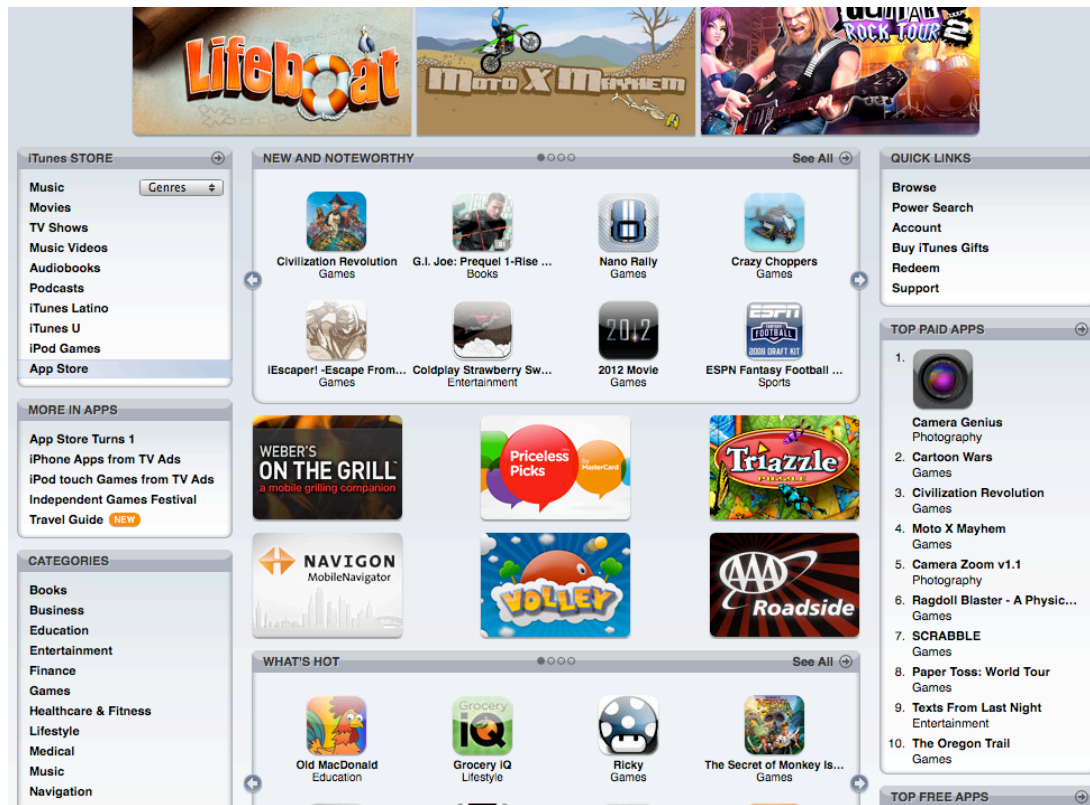 Lifeboat
MOTO X MAYHEM
GUITAR
ROCK TOUR 2
iTunes STORE
Music
Genres
Movies
TV Shows
Music Videos
Audiobooks
Podcasts
iTunes Latino
iTunes U
iPod Games
App Store
MORE IN APPS
App Store Turns 1
iPhone Apps from TV Ads
iPod touch Games from TV Ads
Independent Games Festival
Travel Guide NEW
CATEGORIES
Books
Business
Education
Entertainment
Finance
Games
Healthcare & Fitness
Lifestyle
Medical
Music
Navigation
NEW AND NOTEWORTHY
See All
Civilization Revolution
Games
G.I. Joe: Prequel 1-Rise ...
Books
Nano Rally
Games
Crazy Choppers
Games
iEscaper! -Escape From...
Games
Coldplay Strawberry Sw...
Entertainment
2012
2012 Movie
Games
ESPN
FANTASY
FOOTBALL
2009 DRAFT KIT
ESPN Fantasy Football ...
Sports
WEBER'S
ON THE GRILL™
a mobile grilling companion
Priceless
Picks
by
MasterCard
Triazzle
PUZZLE
NAVIGON
MobileNavigator
VOLLEY
AAA
Roadside
WHAT'S HOT
See All
Old MacDonald
Education
Grocery
iQ
Grocery iQ
Lifestyle
Ricky
Games
The Secret of Monkey Is...
Games
QUICK LINKS
Browse
Power Search
Account
Buy iTunes Gifts
Redeem
Support
TOP PAID APPS
1.
Camera Genius
Photography
2. Cartoon Wars
Games
3. Civilization Revolution
Games
4. Moto X Mayhem
Games
5. Camera Zoom v1.1
Photography
6. Ragdoll Blaster - A Physic...
Games
7. SCRABBLE
Games
8. Paper Toss: World Tour
Games
9. Texts From Last Night
Entertainment
10. The Oregon Trail
Games
TOP FREE APPS